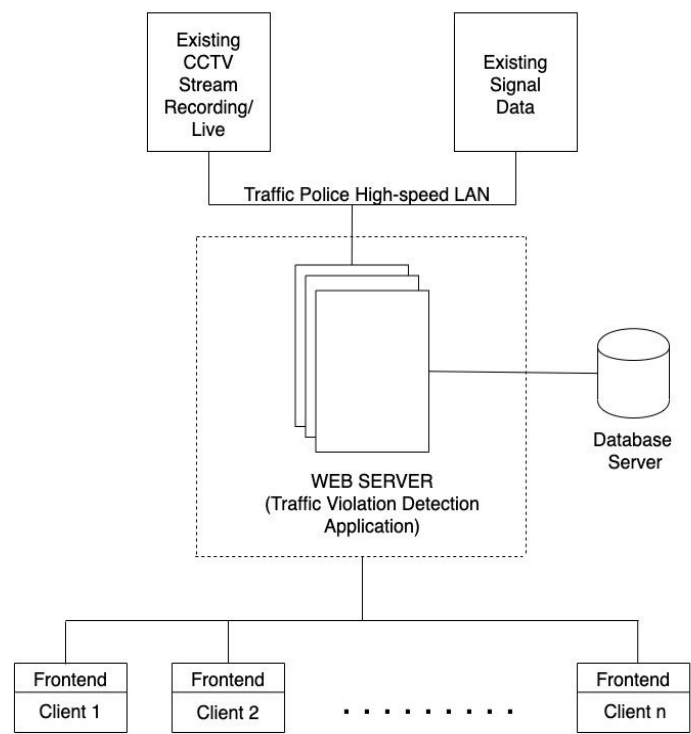 Existing
CCTV
Stream
Recording/
Live
Existing
Signal
Data
Traffic Police High-speed LAN
WEB SERVER
(Traffic Violation Detection
Application)
Database
Server
Frontend
Client 1
Frontend
Client 2
. . . . . . . . .
Frontend
Client n